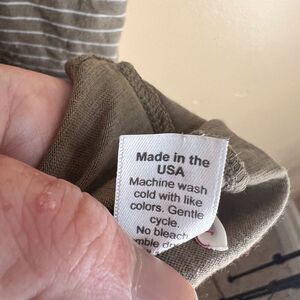 Made in the
USA
Machine wash
cold with like
colors. Gentle
cycle.
No bleach